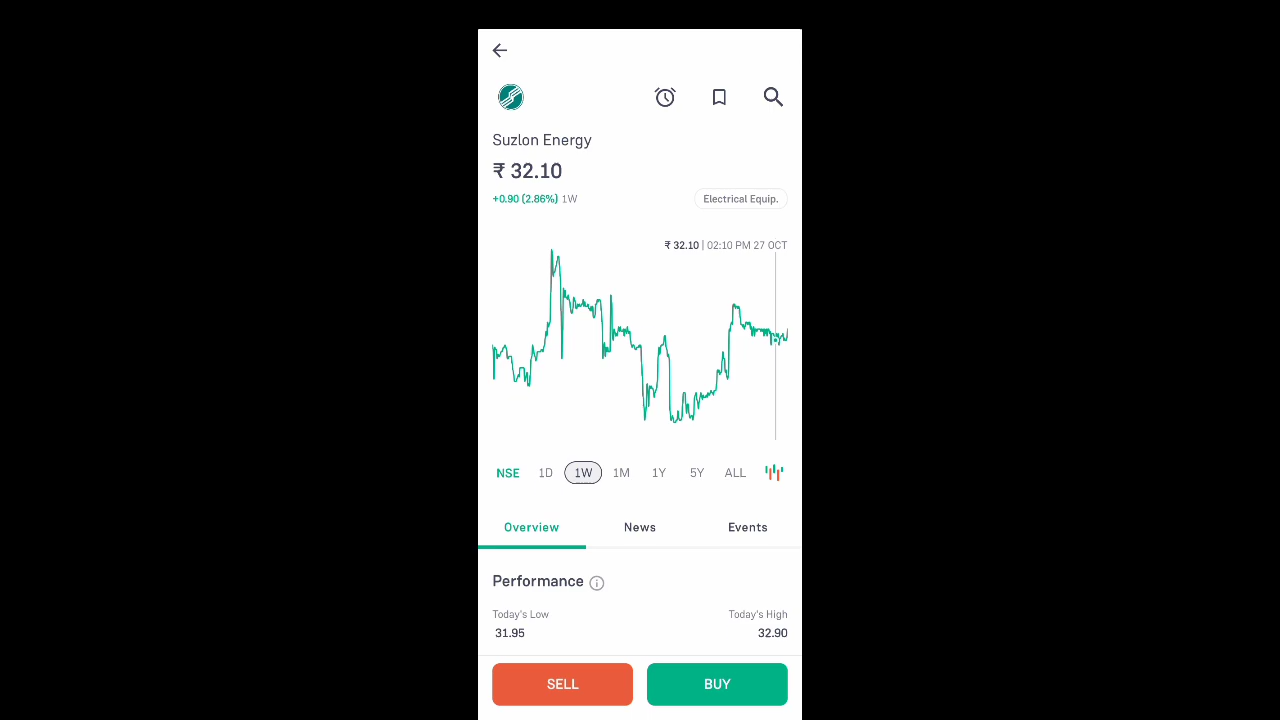 Suzlon Energy
₹ 32.10
+0.90 (2.86%) 1W
Electrical Equip.
₹ 32.10 | 02:10 PM 27 OCT
NSE 1D 1W 1M 1Y 5Y ALL
Overview News Events
Performance
Today's Low Today's High
31.95 32.90
SELL BUY